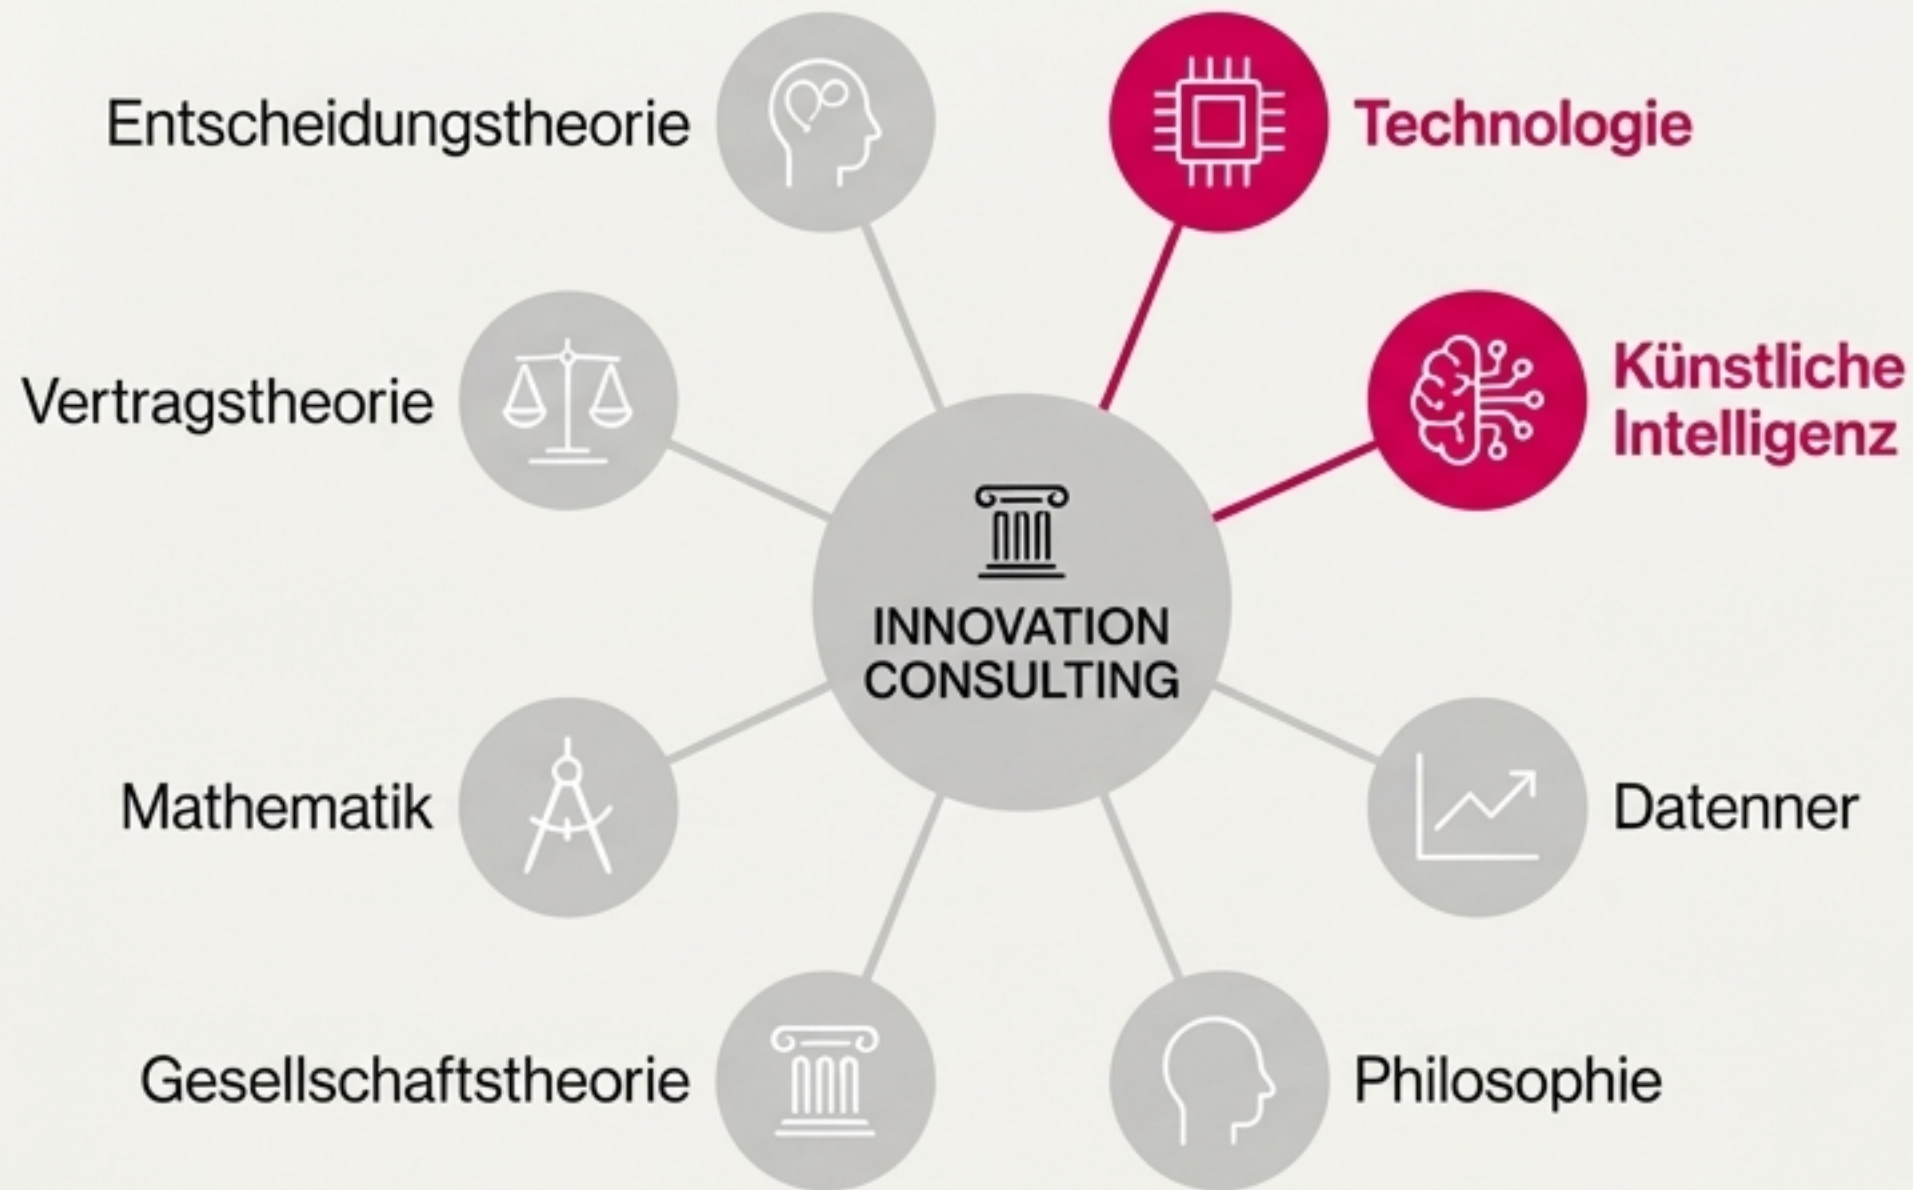 Entscheidungstheorie
Technologie
Vertragstheorie
Künstliche
Intelligenz
INNOVATION
CONSULTING
Mathematik
Datenner
Gesellschaftstheorie
Philosophie